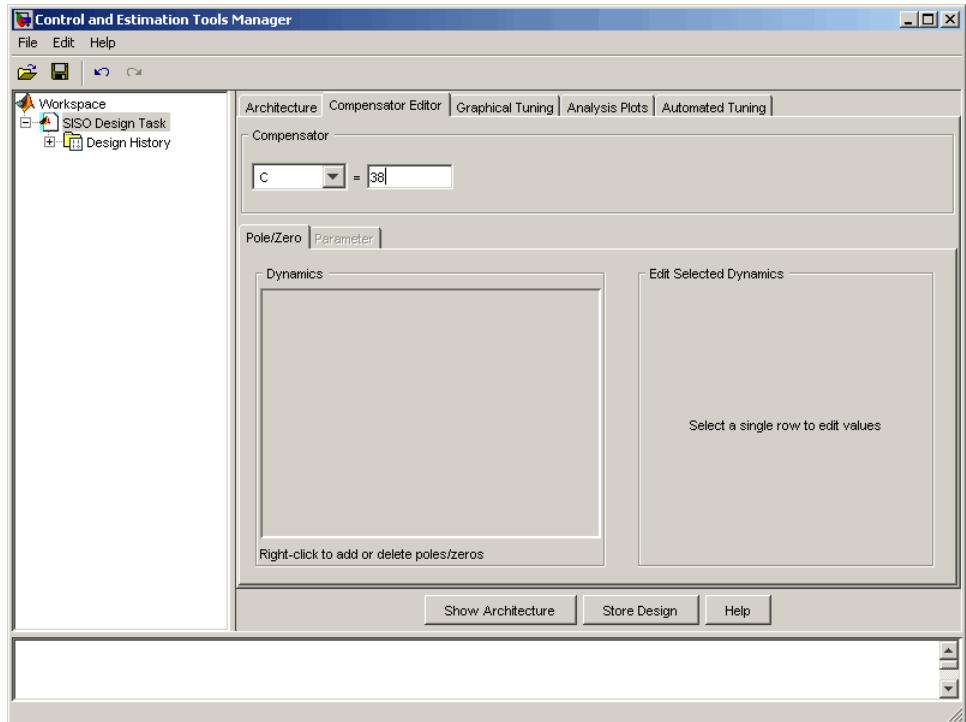 Control and Estimation Tools Manager
File Edit Help
Workspace
SISO Design Task
Design History
Architecture Compensator Editor Graphical Tuning Analysis Plots Automated Tuning
Compensator
C = 38
Pole/Zero Parameter
Dynamics
Edit Selected Dynamics
Select a single row to edit values
Right-click to add or delete poles/zeros
Show Architecture Store Design Help